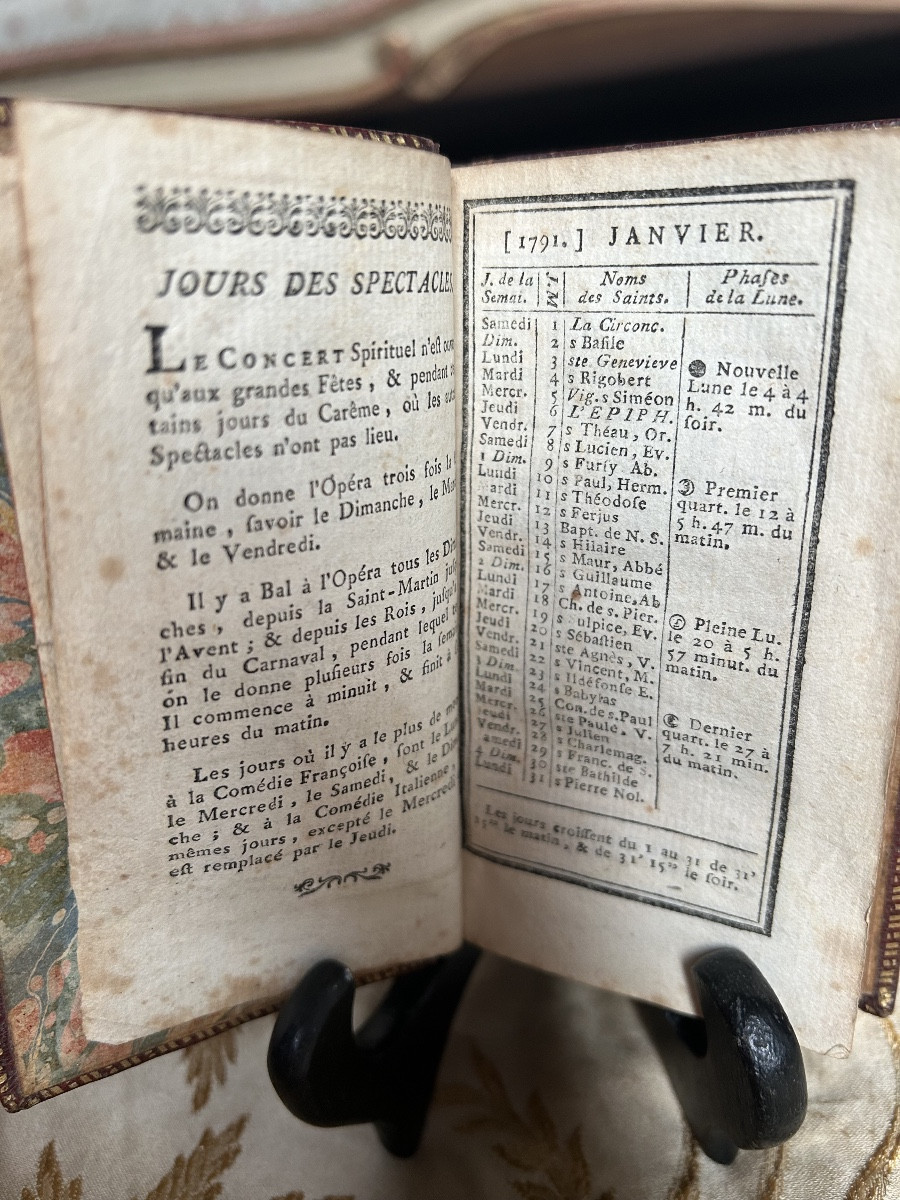 JOURS DES SPECTACLES
LE CONCERT Spirituel n'eſt
qu'aux grandes Fêtes, & pendant
tains jours du Carême, où les
Spectacles n'ont pas lieu.
On donne l'Opéra trois fois la
maine, ſavoir le Dimanche, le
& le Vendredi.
Il y a Bal à l'Opéra tous les
ches, depuis la Saint-Martin
l'Avent; & depuis les Rois,
fin du Carnaval, pendant lequel
on le donne pluſieurs fois la
Il commence à minuit, & finit à
heures du matin.
Les jours où il y a le plus de
à la Comédie Françoiſe, ſont le
le Mercredi, le Samedi, & le
che; & à la Comédie Italienne,
mêmes jours, excepté le Mercredi
eſt remplacé par le Jeudi.
[1791.] JANVIER.
J. de la Semai.
J. M
Noms des Saints.
Phaſes de la Lune.
Samedi 1 La Circonc.
Dim. 2 s Baſile
Lundi 3 ste Genevieve
Mardi 4 s Rigobert
Mercr. 5 Vig. s Siméon
Jeudi 6 L'EPIPH.
Vendr. 7 s Théau, Or.
Samedi 8 s Lucien, Ev.
1 Dim. 9 s Furſy Ab.
Lundi 10 s Paul, Herm.
Mardi 11 s Théodoſe
Mercr. 12 s Ferjus
Jeudi 13 Bapt. de N. S.
Vendr. 14 s Hilaire
Samedi 15 s Maur, Abbé
2 Dim. 16 s Guillaume
Lundi 17 s Antoine, Ab
Mardi 18 Ch. de s. Pier.
Mercr. 19 s ulpice, Ev.
Jeudi 20 s Sébaſtien
Vendr. 21 ste Agnès, V.
Samedi 22 s Vincent, M.
3 Dim. 23 s Ildéfonſe E.
Lundi 24 s Babylas
Mardi 25 Con. de s. Paul
Mercr. 26 ste Paule. V.
Jeudi 27 s Julien
Vendr. 28 s Charlemag.
amedi 29 s Franc. de S.
4 Dim. 30 ste Bathilde
Lundi 31 s Pierre Nol.
Nouvelle
Lune le 4 à 4
h. 42 m. du
ſoir.
Premier
quart. le 12 à
5 h. 47 m. du
matin.
Pleine Lu.
le 20 à 5 h.
57 minut. du
matin.
Dernier
quart. le 27 à
7 h. 21 min.
du matin.
Les jours croiſſent du 1 au 31 de 31'
15" le matin, & de 31' 15" le ſoir.